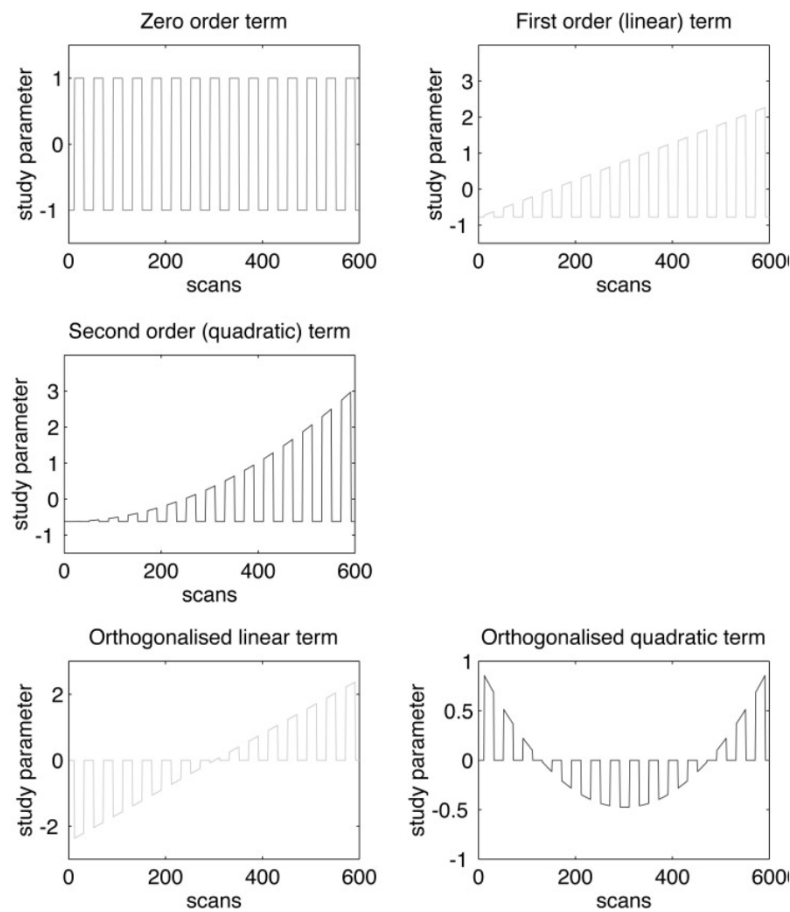 Zero order term
study parameter
1
0
-1
0 200 400 600
scans
First order (linear) term
study parameter
3
2
1
0
-1
0 200 400 600
scans
Second order (quadratic) term
study parameter
3
2
1
0
-1
0 200 400 600
scans
Orthogonalised linear term
study parameter
2
0
-2
0 200 400 600
scans
Orthogonalised quadratic term
study parameter
1
0.5
0
-0.5
-1
0 200 400 600
scans